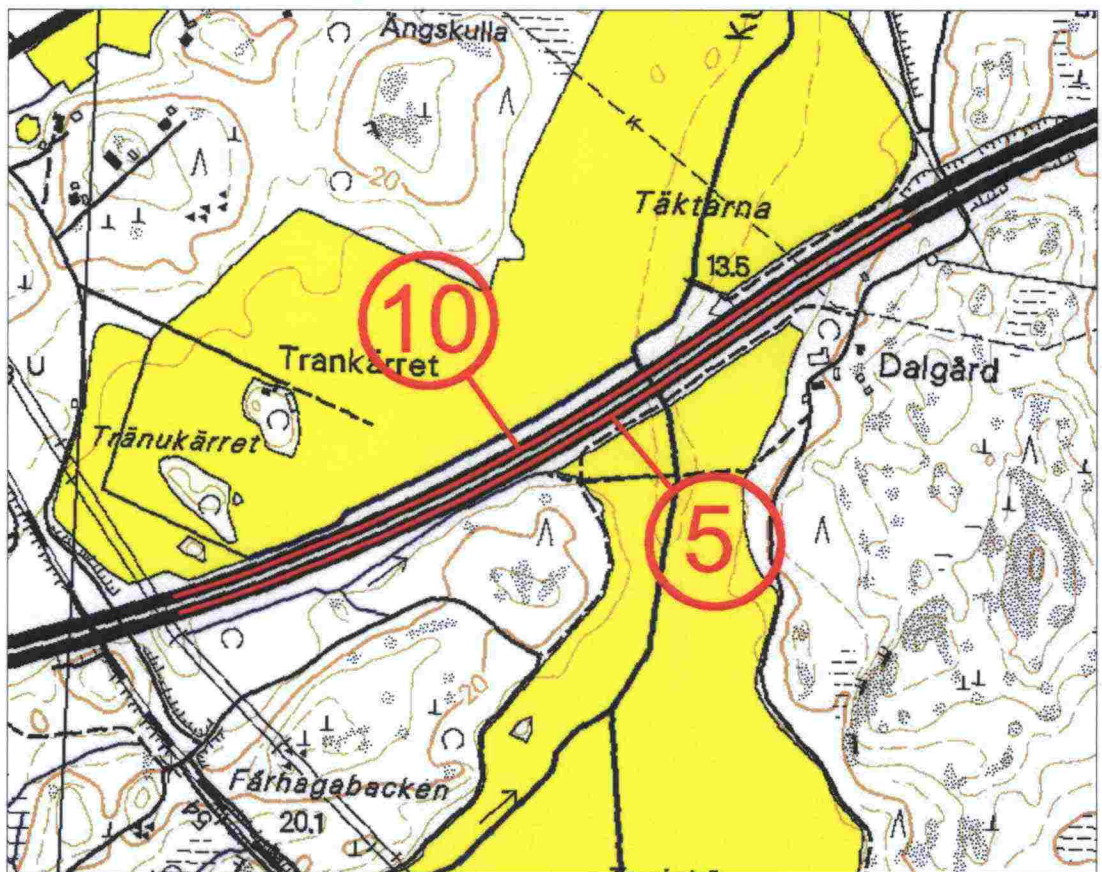 Ängskulla
20
Täktarna
13.5
10
Trankärret
Dalgård
Tränukärret
5
20
Fårhagabacken
20.1